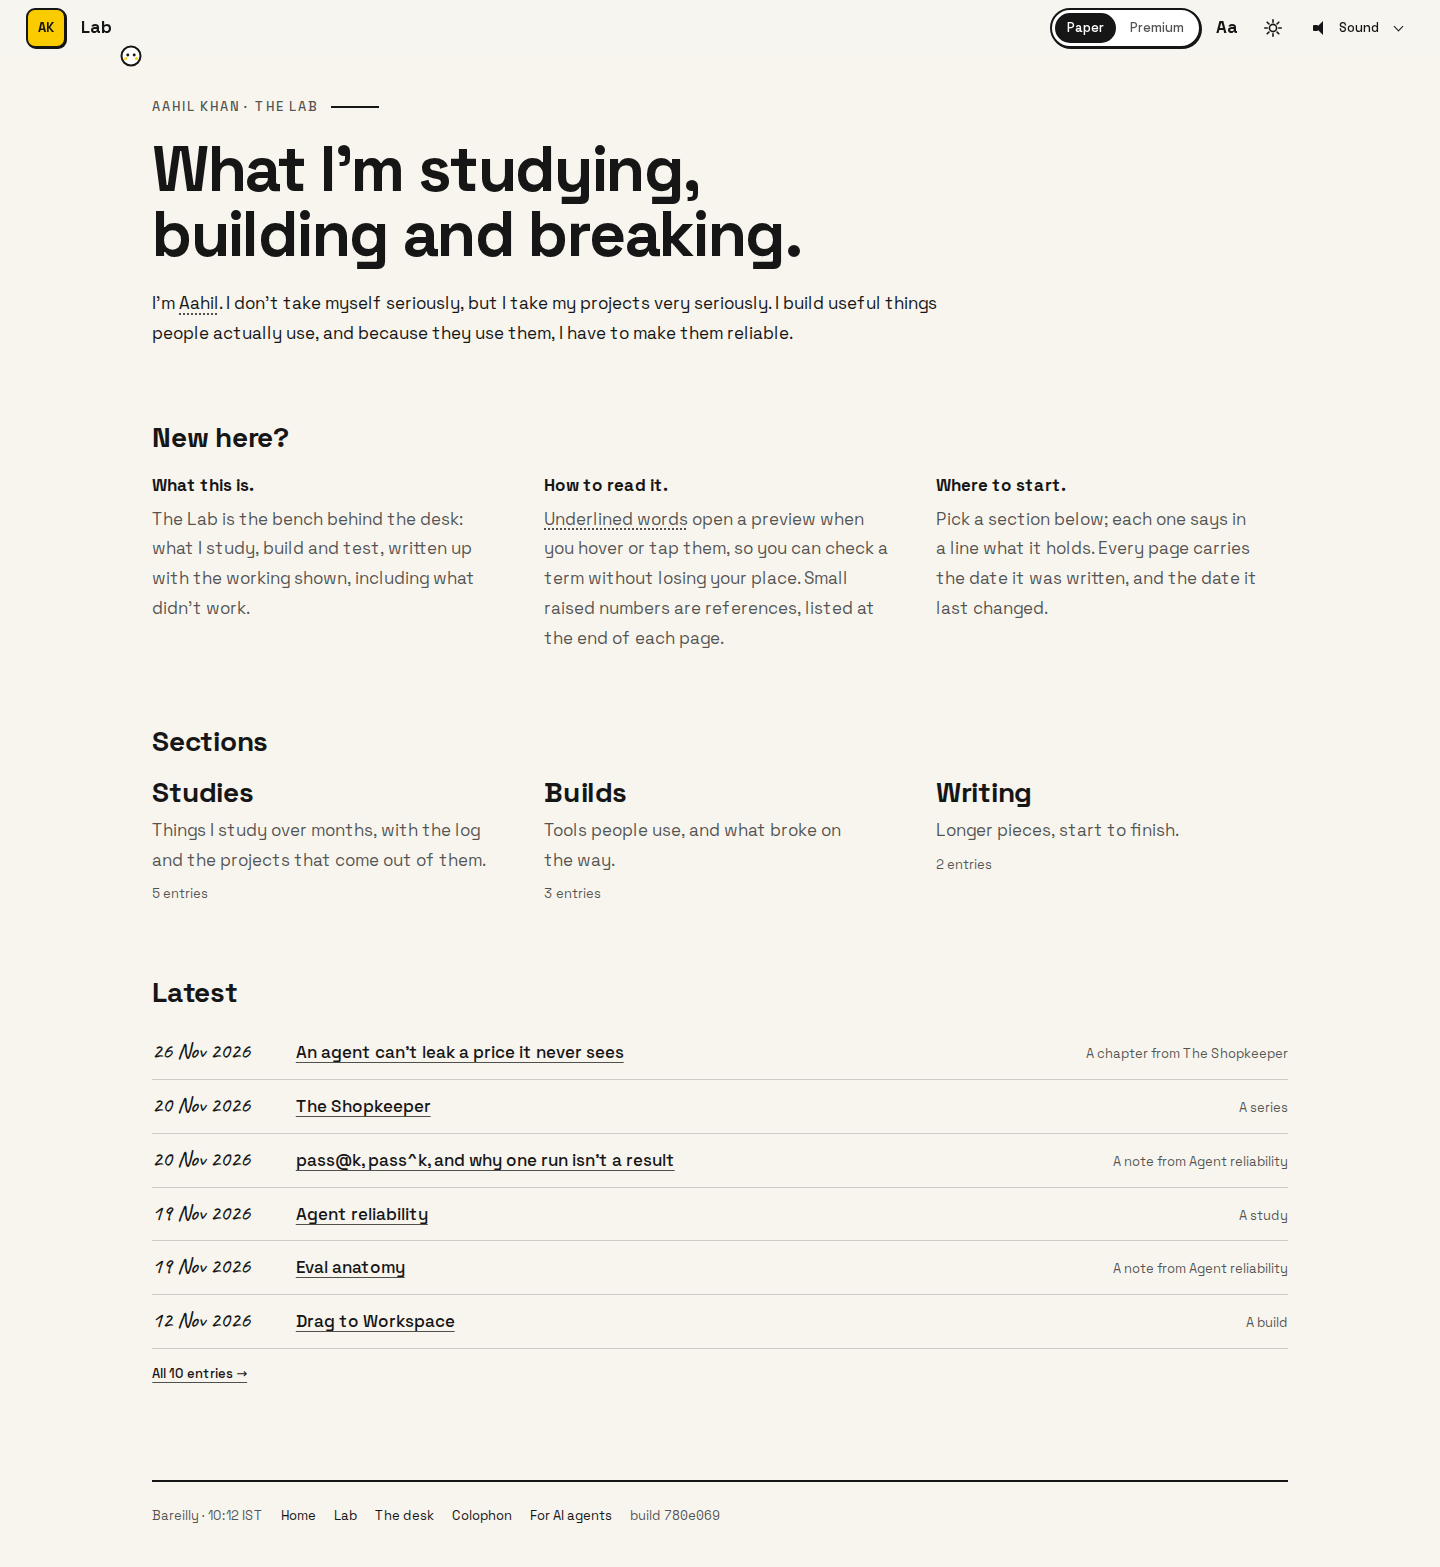 AK Lab Paper Premium Aa Sound
AAHIL KHAN · THE LAB
What I’m studying,
building and breaking.
I’m Aahil. I don’t take myself seriously, but I take my projects very seriously. I build useful things
people actually use, and because they use them, I have to make them reliable.
New here?
What this is.
The Lab is the bench behind the desk:
what I study, build and test, written up
with the working shown, including what
didn’t work.
How to read it.
Underlined words open a preview when
you hover or tap them, so you can check a
term without losing your place. Small
raised numbers are references, listed at
the end of each page.
Where to start.
Pick a section below; each one says in
a line what it holds. Every page carries
the date it was written, and the date it
last changed.
Sections
Studies
Things I study over months, with the log
and the projects that come out of them.
5 entries
Builds
Tools people use, and what broke on
the way.
3 entries
Writing
Longer pieces, start to finish.
2 entries
Latest
26 Nov 2026 An agent can’t leak a price it never sees A chapter from The Shopkeeper
20 Nov 2026 The Shopkeeper A series
20 Nov 2026 pass@k, pass^k, and why one run isn’t a result A note from Agent reliability
19 Nov 2026 Agent reliability A study
19 Nov 2026 Eval anatomy A note from Agent reliability
12 Nov 2026 Drag to Workspace A build
All 10 entries →
Bareilly · 10:12 IST Home Lab The desk Colophon For AI agents build 780e069